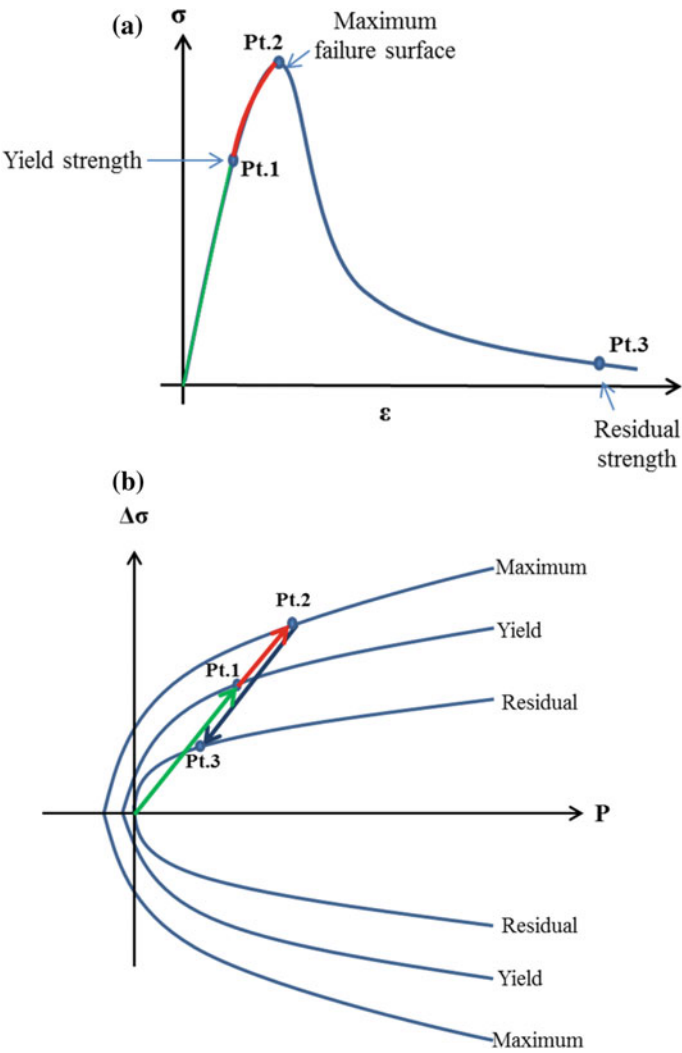 (a)
σ
Maximum
failure surface
Pt.2
Yield strength
Pt.1
Pt.3
ε
Residual
strength
(b)
Δσ
Maximum
Pt.2
Yield
Pt.1
Residual
Pt.3
P
Residual
Yield
Maximum